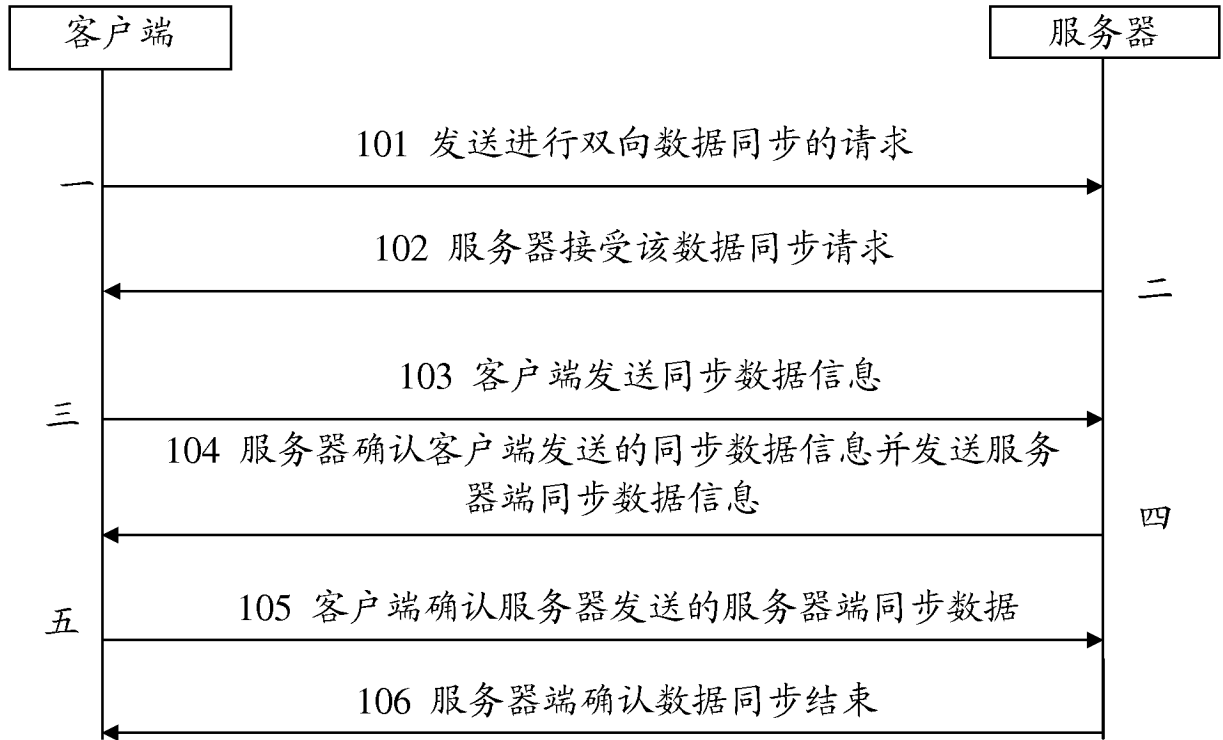 客户端
服务器
101 发送进行双向数据同步的请求
一
102 服务器接受该数据同步请求
二
103 客户端发送同步数据信息
三
104 服务器确认客户端发送的同步数据信息并发送服务
器端同步数据信息
四
105 客户端确认服务器发送的服务器端同步数据
五
106 服务器端确认数据同步结束